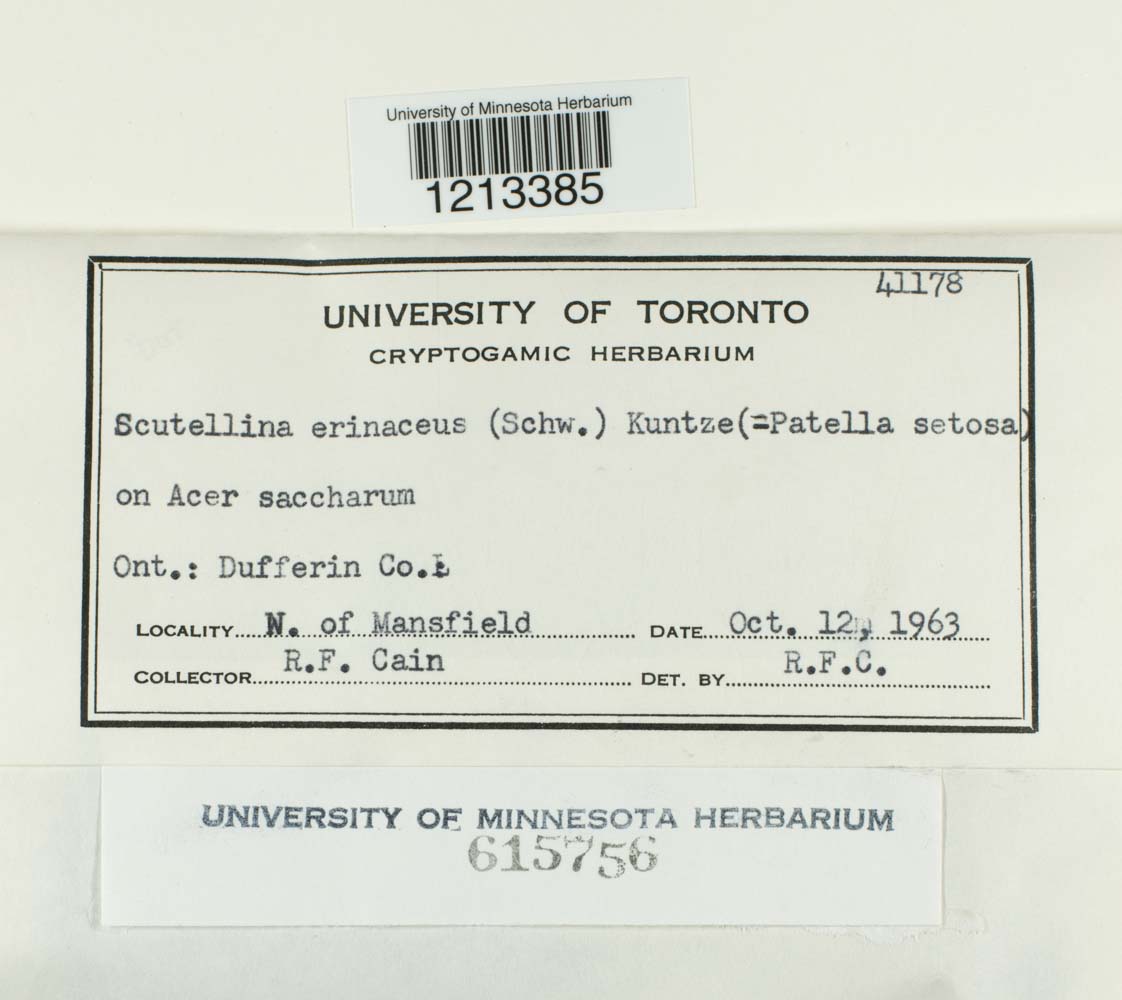 University of Minnesota Herbarium
1213385
41178
UNIVERSITY OF TORONTO
CRYPTOGAMIC HERBARIUM
Scutellina erinaceus (Schw.) Kuntze(=Patella setosa)
on Acer saccharum
Ont.: Dufferin Co.
LOCALITY N. of Mansfield DATE Oct. 12, 1963
COLLECTOR R.F. Cain DET. BY R.F.C.
UNIVERSITY OF MINNESOTA HERBARIUM
615756